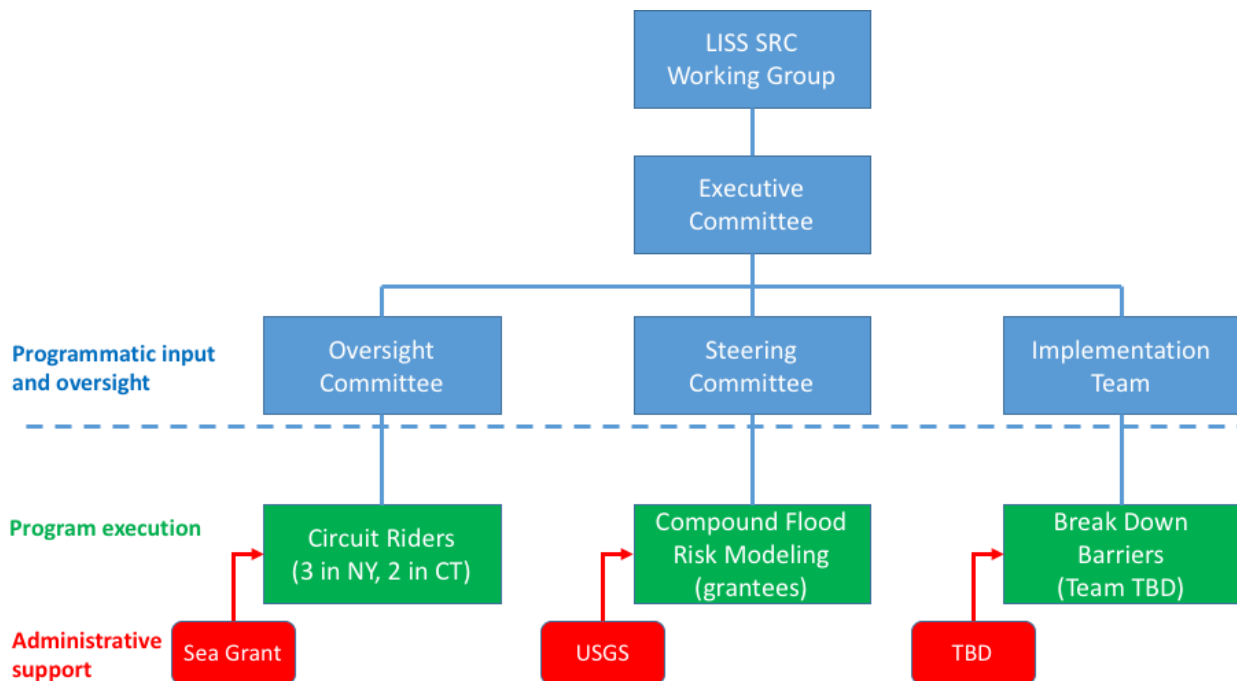 LISS SRC
Working Group
Executive
Committee
Programmatic input
and oversight
Oversight
Committee
Steering
Committee
Implementation
Team
Program execution
Circuit Riders
(3 in NY, 2 in CT)
Compound Flood
Risk Modeling
(grantees)
Break Down
Barriers
(Team TBD)
Administrative
support
Sea Grant
USGS
TBD